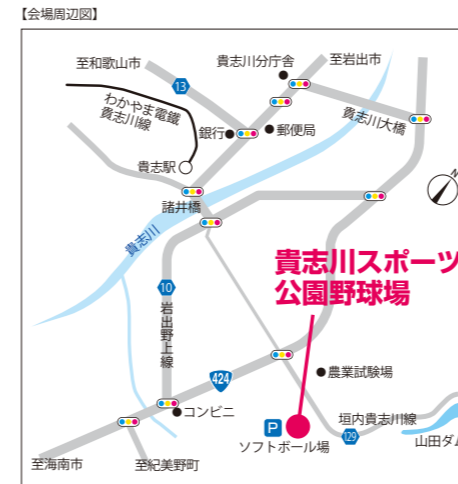 【会場周辺図】
至和歌山市
貴志川分庁舎
至岩出市
13
わかやま電鐵
貴志川線
銀行
郵便局
貴志川大橋
貴志駅
N
諸井橋
貴志川
貴志川スポーツ
公園野球場
10
岩出野上線
424
農業試験場
コンビニ
P
ソフトボール場
垣内貴志川線
129
山田ダム
至海南市
至紀美野町